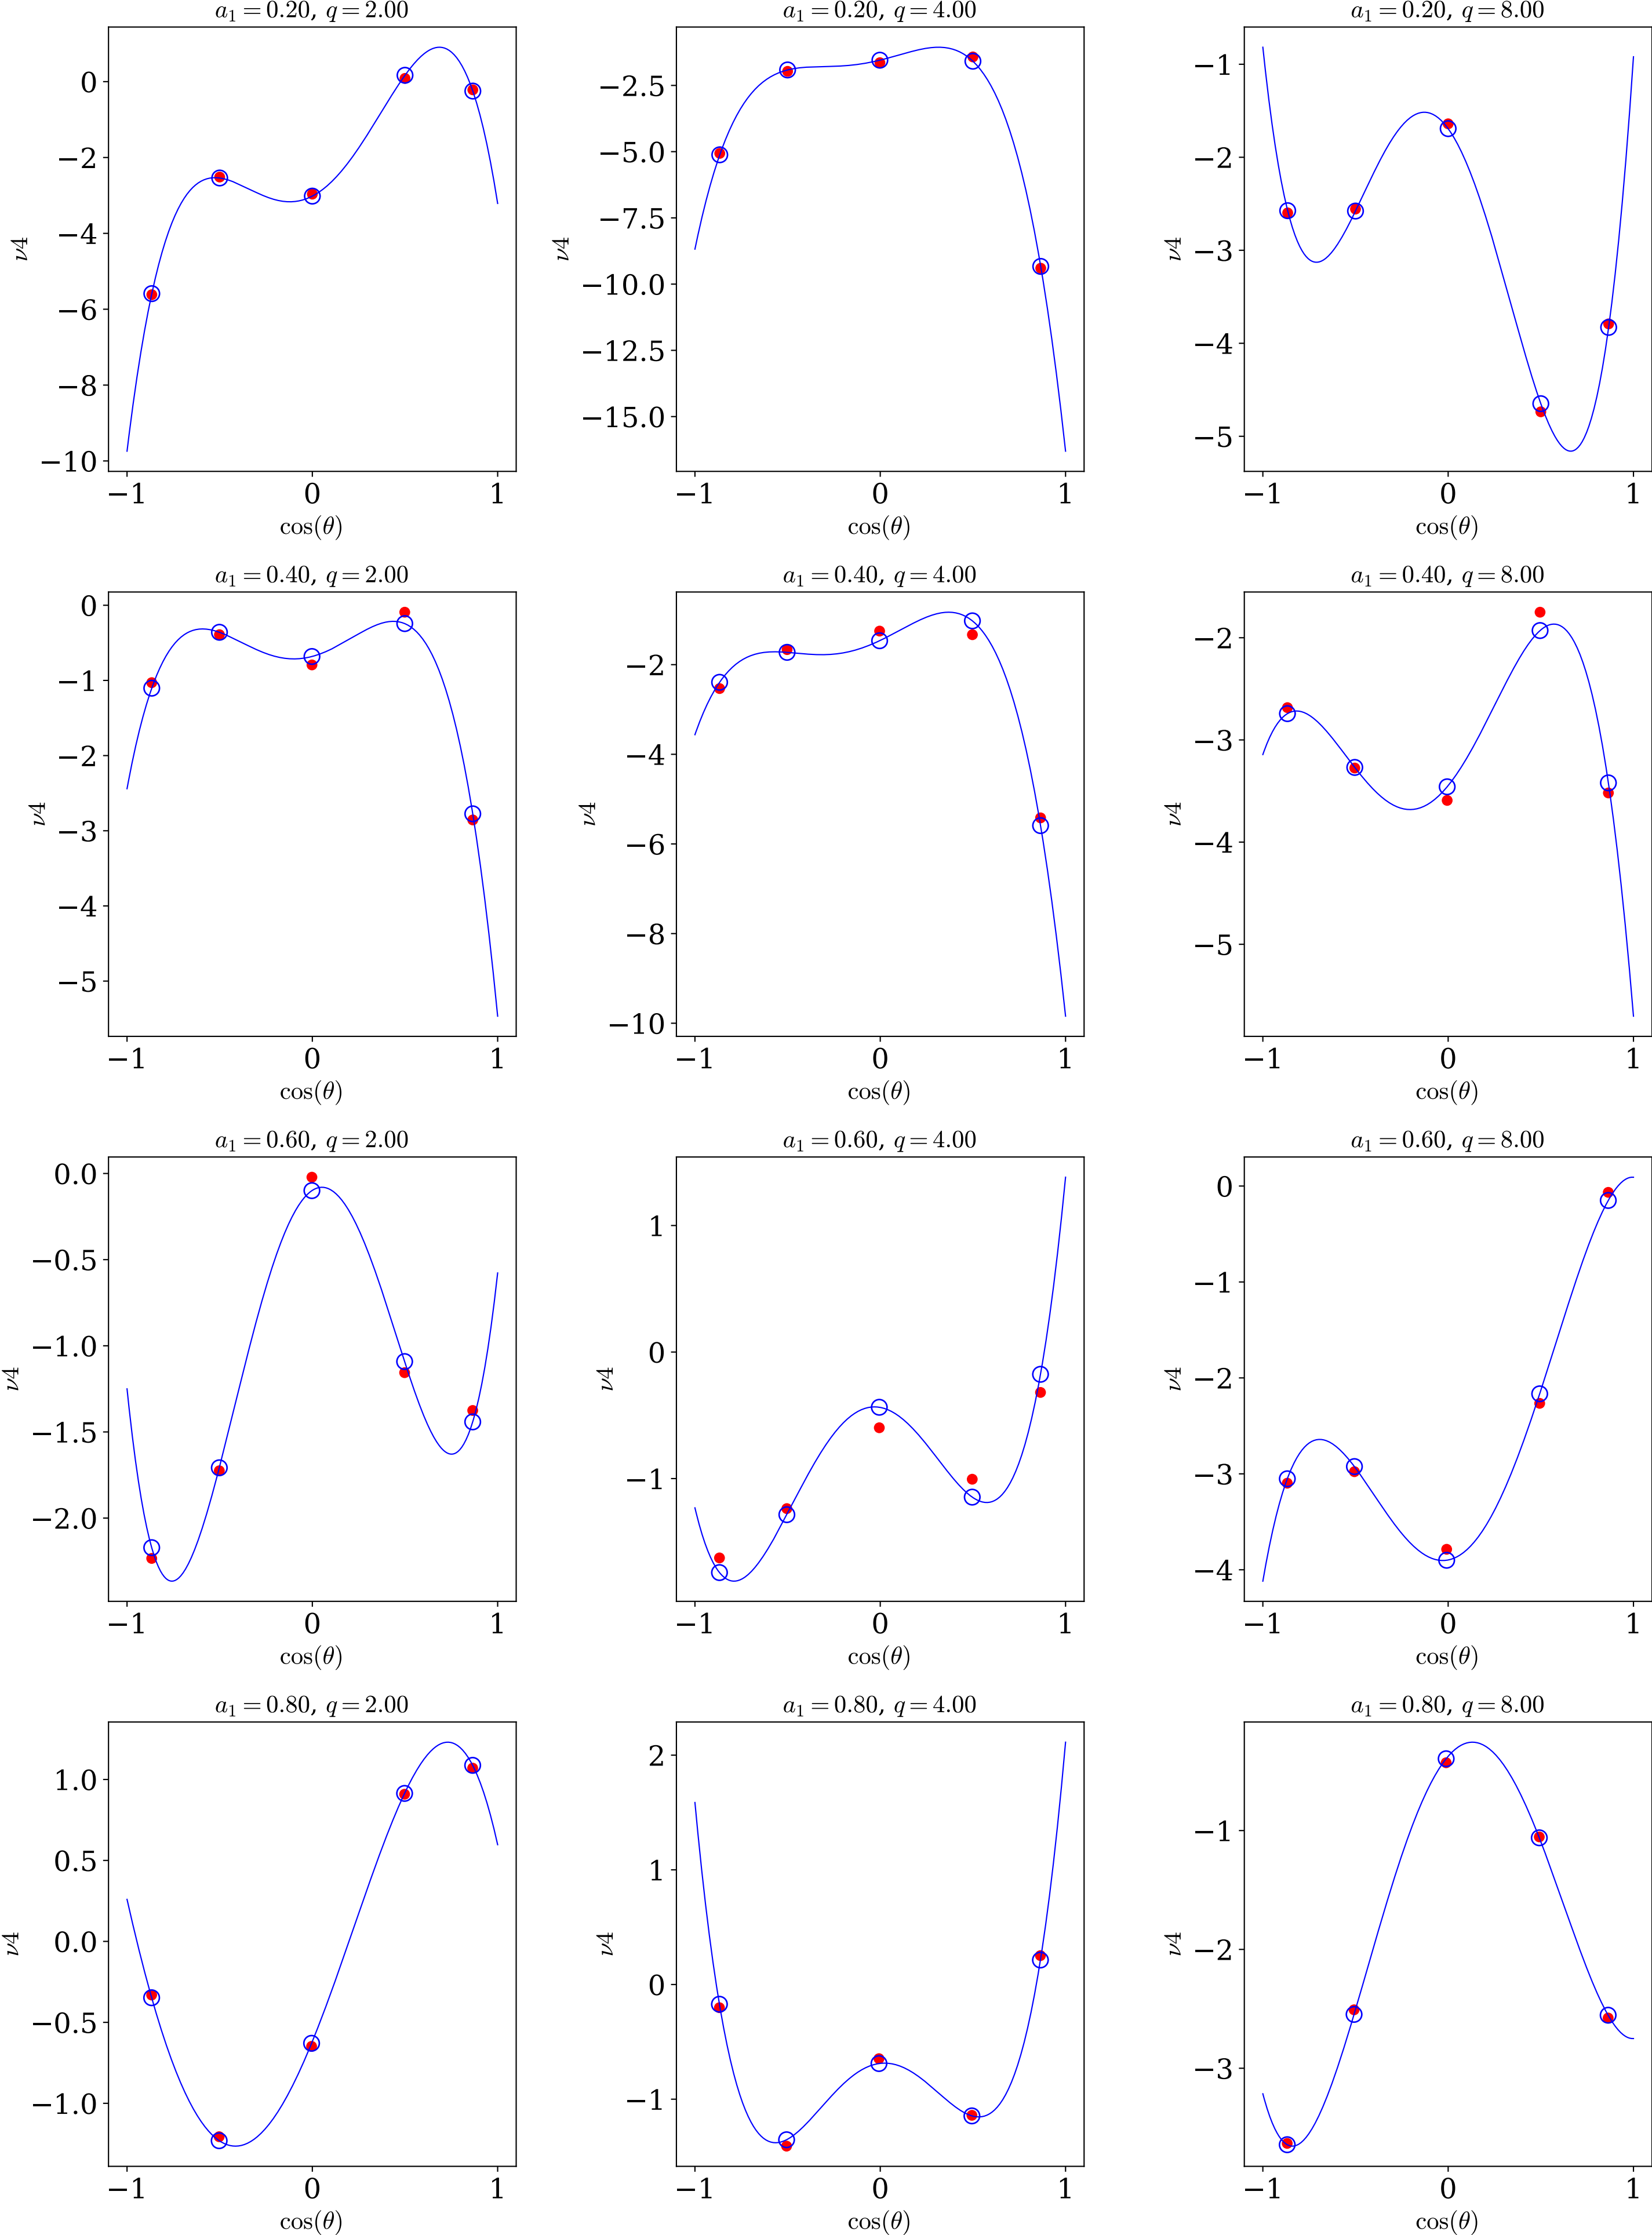 a₁ = 0.20, q = 2.00
ν4
0
−2
−4
−6
−8
−10
−1 0 1
cos(θ)
a₁ = 0.20, q = 4.00
ν4
−2.5
−5.0
−7.5
−10.0
−12.5
−15.0
−1 0 1
cos(θ)
a₁ = 0.20, q = 8.00
ν4
−1
−2
−3
−4
−5
−1 0 1
cos(θ)
a₁ = 0.40, q = 2.00
ν4
0
−1
−2
−3
−4
−5
−1 0 1
cos(θ)
a₁ = 0.40, q = 4.00
ν4
−2
−4
−6
−8
−10
−1 0 1
cos(θ)
a₁ = 0.40, q = 8.00
ν4
−2
−3
−4
−5
−1 0 1
cos(θ)
a₁ = 0.60, q = 2.00
ν4
0.0
−0.5
−1.0
−1.5
−2.0
−1 0 1
cos(θ)
a₁ = 0.60, q = 4.00
ν4
1
0
−1
−1 0 1
cos(θ)
a₁ = 0.60, q = 8.00
ν4
0
−1
−2
−3
−4
−1 0 1
cos(θ)
a₁ = 0.80, q = 2.00
ν4
1.0
0.5
0.0
−0.5
−1.0
−1 0 1
cos(θ)
a₁ = 0.80, q = 4.00
ν4
2
1
0
−1
−1 0 1
cos(θ)
a₁ = 0.80, q = 8.00
ν4
−1
−2
−3
−1 0 1
cos(θ)